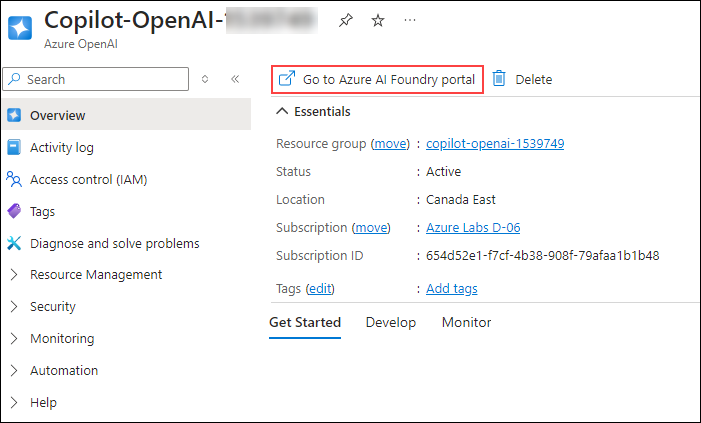 Copilot-OpenAI-
Azure OpenAI
Search
Go to Azure AI Foundry portal
Delete
Overview
Activity log
Access control (IAM)
Tags
Diagnose and solve problems
Resource Management
Security
Monitoring
Automation
Help
Essentials
Resource group (move) : copilot-openai-1539749
Status : Active
Location : Canada East
Subscription (move) : Azure Labs D-06
Subscription ID : 654d52e1-f7cf-4b38-908f-79afaa1b1b48
Tags (edit) : Add tags
Get Started Develop Monitor